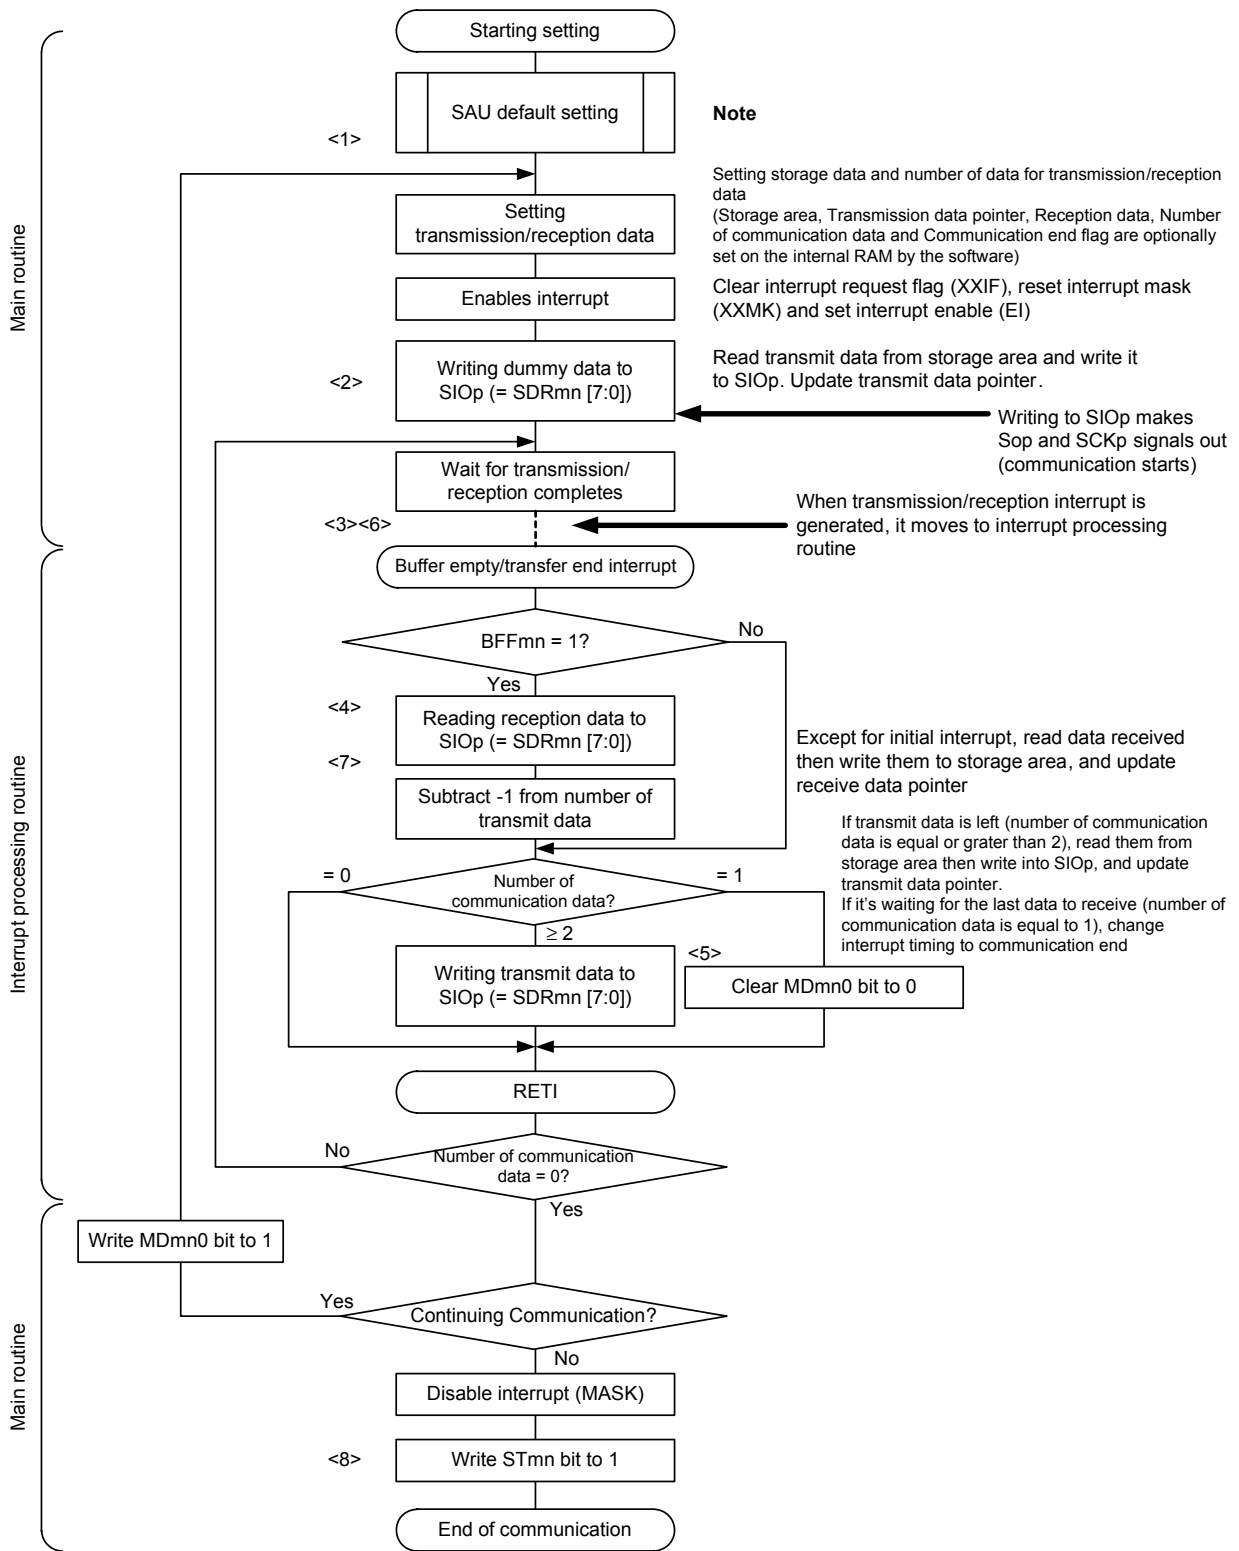 Starting setting
SAU default setting
Note
<1>
Setting storage data and number of data for transmission/reception
data
(Storage area, Transmission data pointer, Reception data, Number
of communication data and Communication end flag are optionally
set on the internal RAM by the software)
Setting
transmission/reception data
Main routine
Enables interrupt
Clear interrupt request flag (XXIF), reset interrupt mask
(XXMK) and set interrupt enable (EI)
<2>
Writing dummy data to
SIOp (= SDRmn [7:0])
Read transmit data from storage area and write it
to SIOp. Update transmit data pointer.
Writing to SIOp makes
Sop and SCKp signals out
(communication starts)
Wait for transmission/
reception completes
<3><6>
When transmission/reception interrupt is
generated, it moves to interrupt processing
routine
Buffer empty/transfer end interrupt
BFFmn = 1?
No
Yes
<4>
Reading reception data to
SIOp (= SDRmn [7:0])
<7>
Except for initial interrupt, read data received
then write them to storage area, and update
receive data pointer
Subtract -1 from number of
transmit data
Interrupt processing routine
If transmit data is left (number of communication
data is equal or grater than 2), read them from
storage area then write into SIOp, and update
transmit data pointer.
If it's waiting for the last data to receive (number of
communication data is equal to 1), change
interrupt timing to communication end
= 0
Number of
communication data?
= 1
≥ 2
<5>
Writing transmit data to
SIOp (= SDRmn [7:0])
Clear MDmn0 bit to 0
RETI
No
Number of communication
data = 0?
Yes
Write MDmn0 bit to 1
Main routine
Yes
Continuing Communication?
No
Disable interrupt (MASK)
<8>
Write STmn bit to 1
End of communication